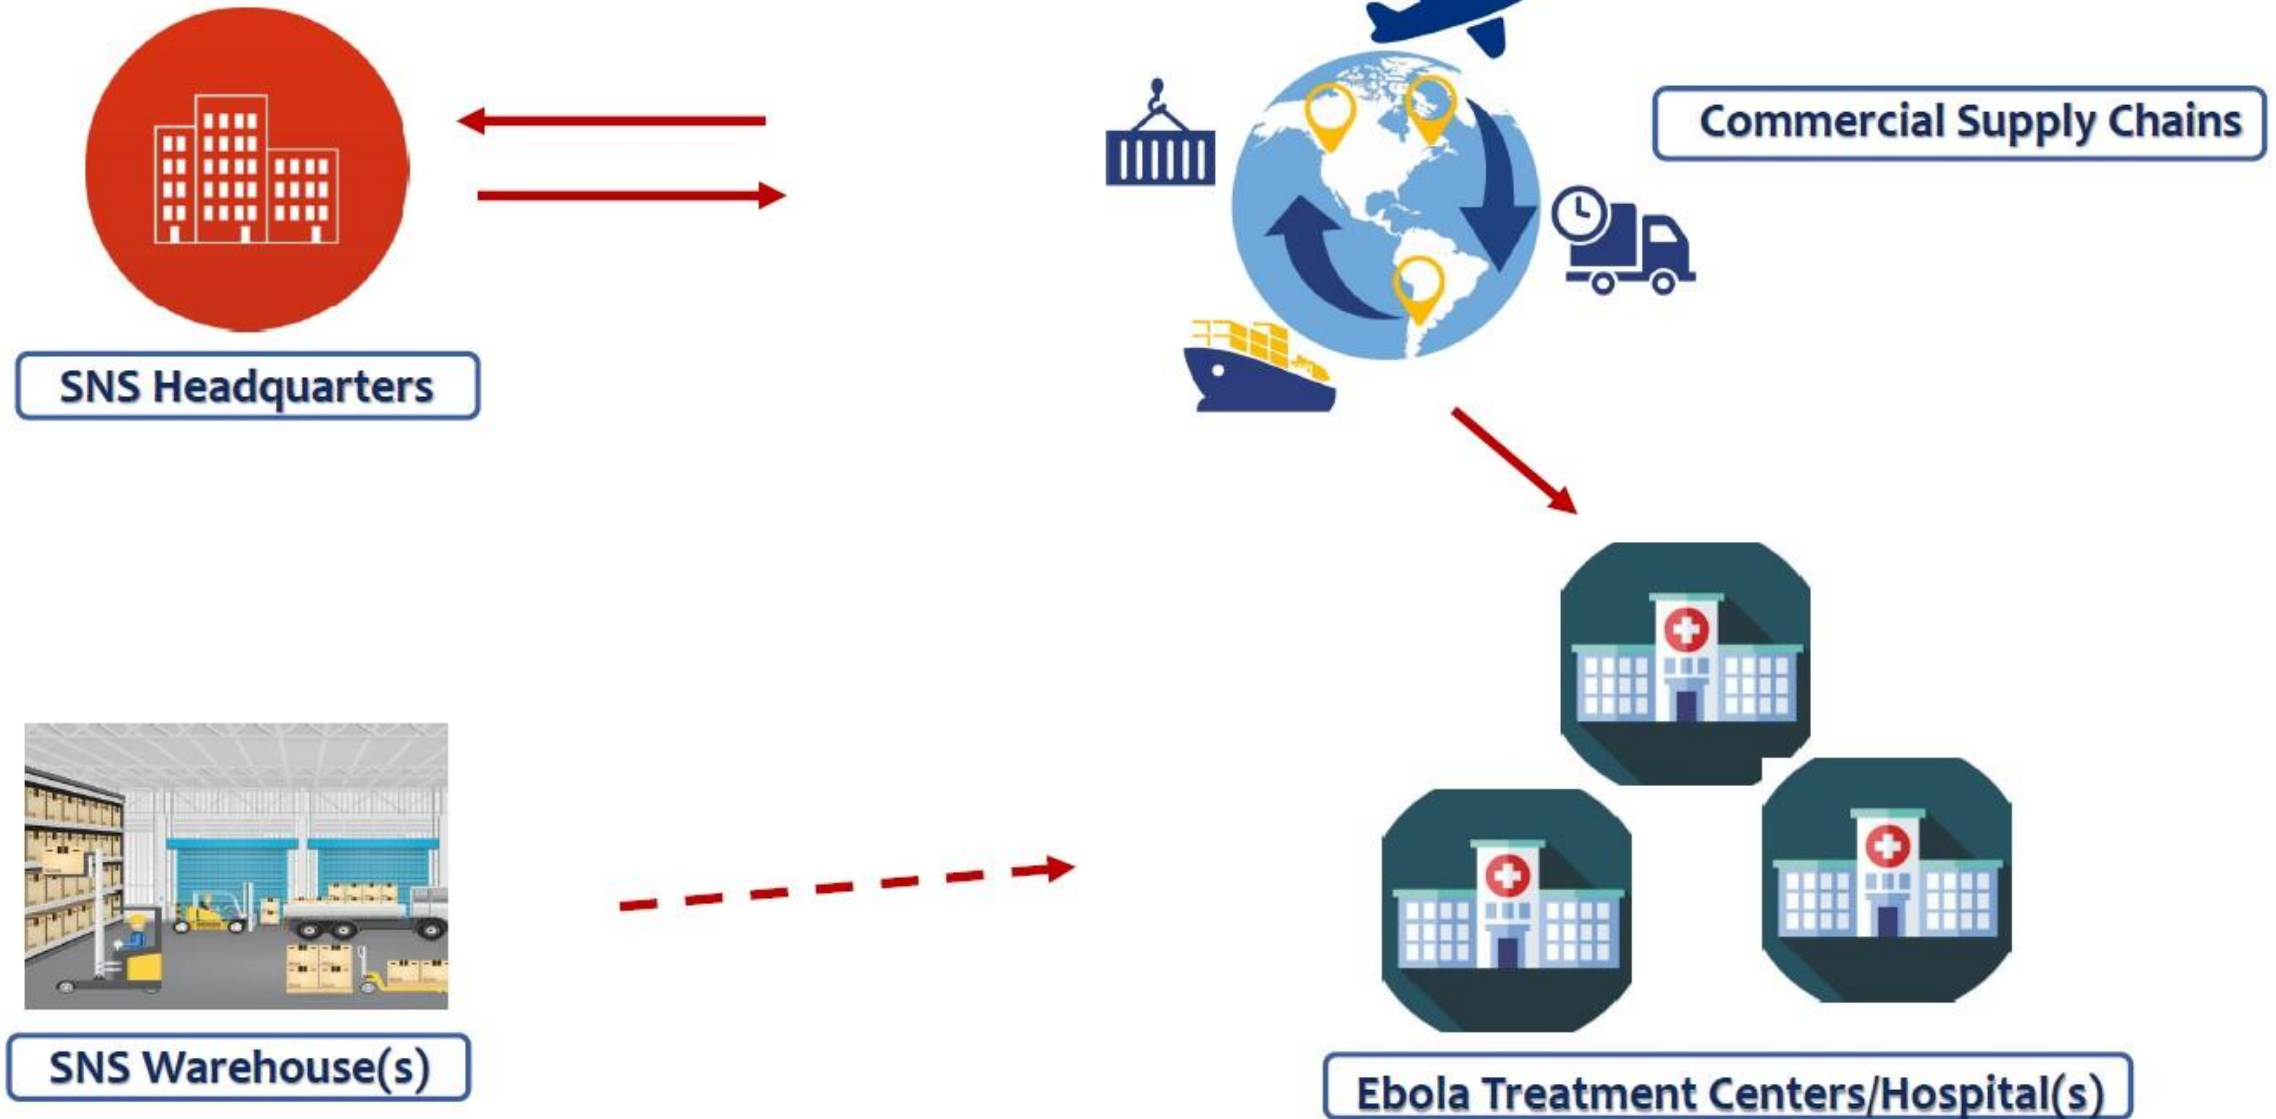 Commercial Supply Chains
SNS Headquarters
SNS Warehouse(s)
Ebola Treatment Centers/Hospital(s)